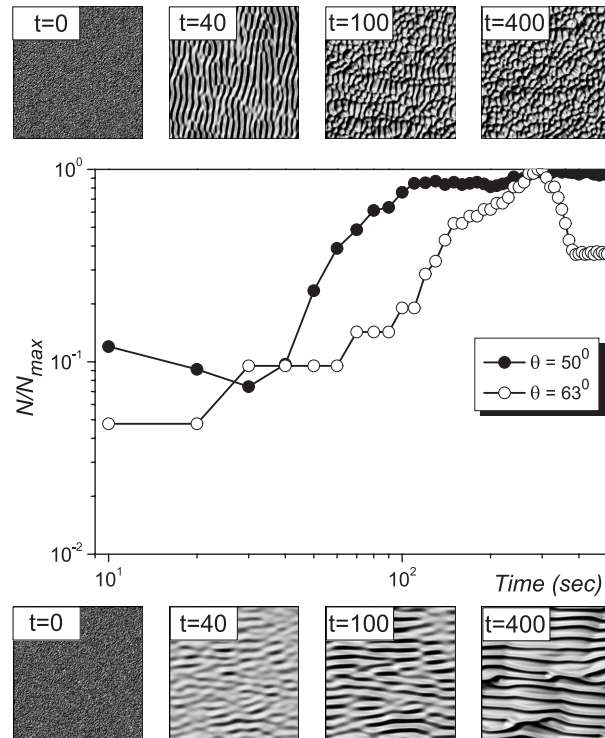 t=0 t=40 t=100 t=400
10⁰
10⁻¹
10⁻²
N/Nmax
θ = 50⁰
θ = 63⁰
10¹ 10²
Time (sec)
t=0 t=40 t=100 t=400